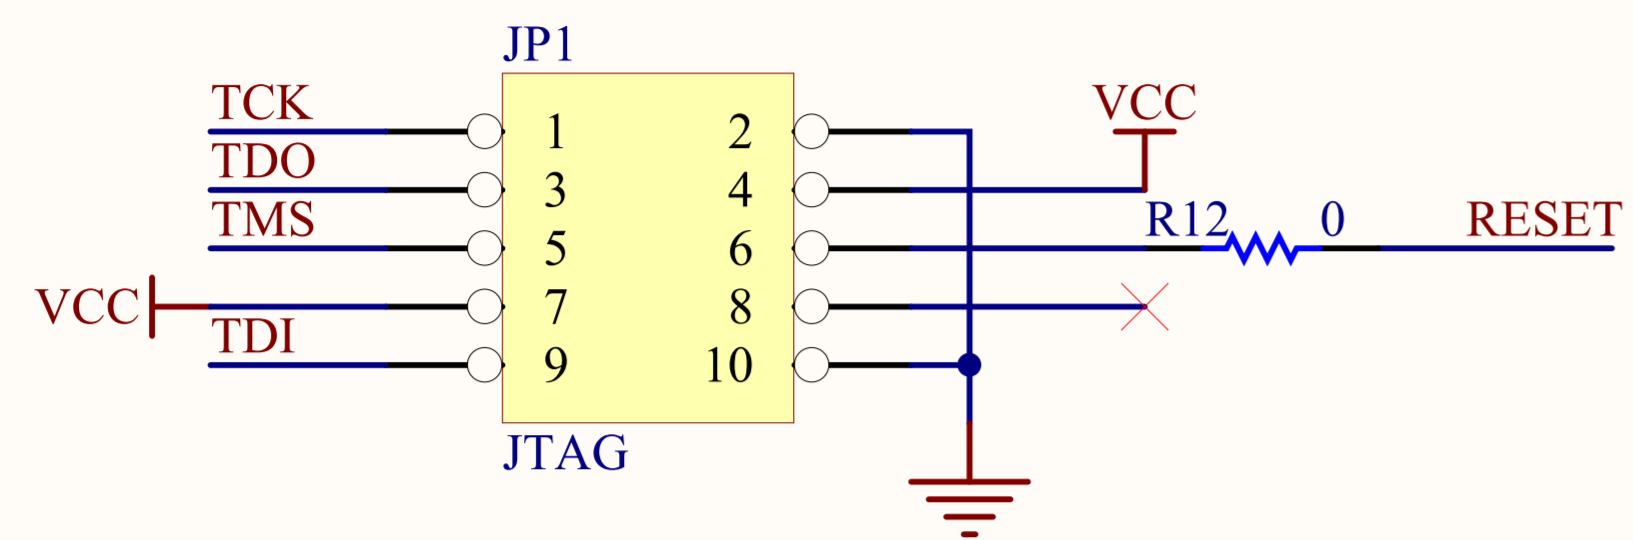 JP1
TCK 1 2 VCC
TDO 3 4
TMS 5 6 R12 0 RESET
VCC 7 8
TDI 9 10
JTAG